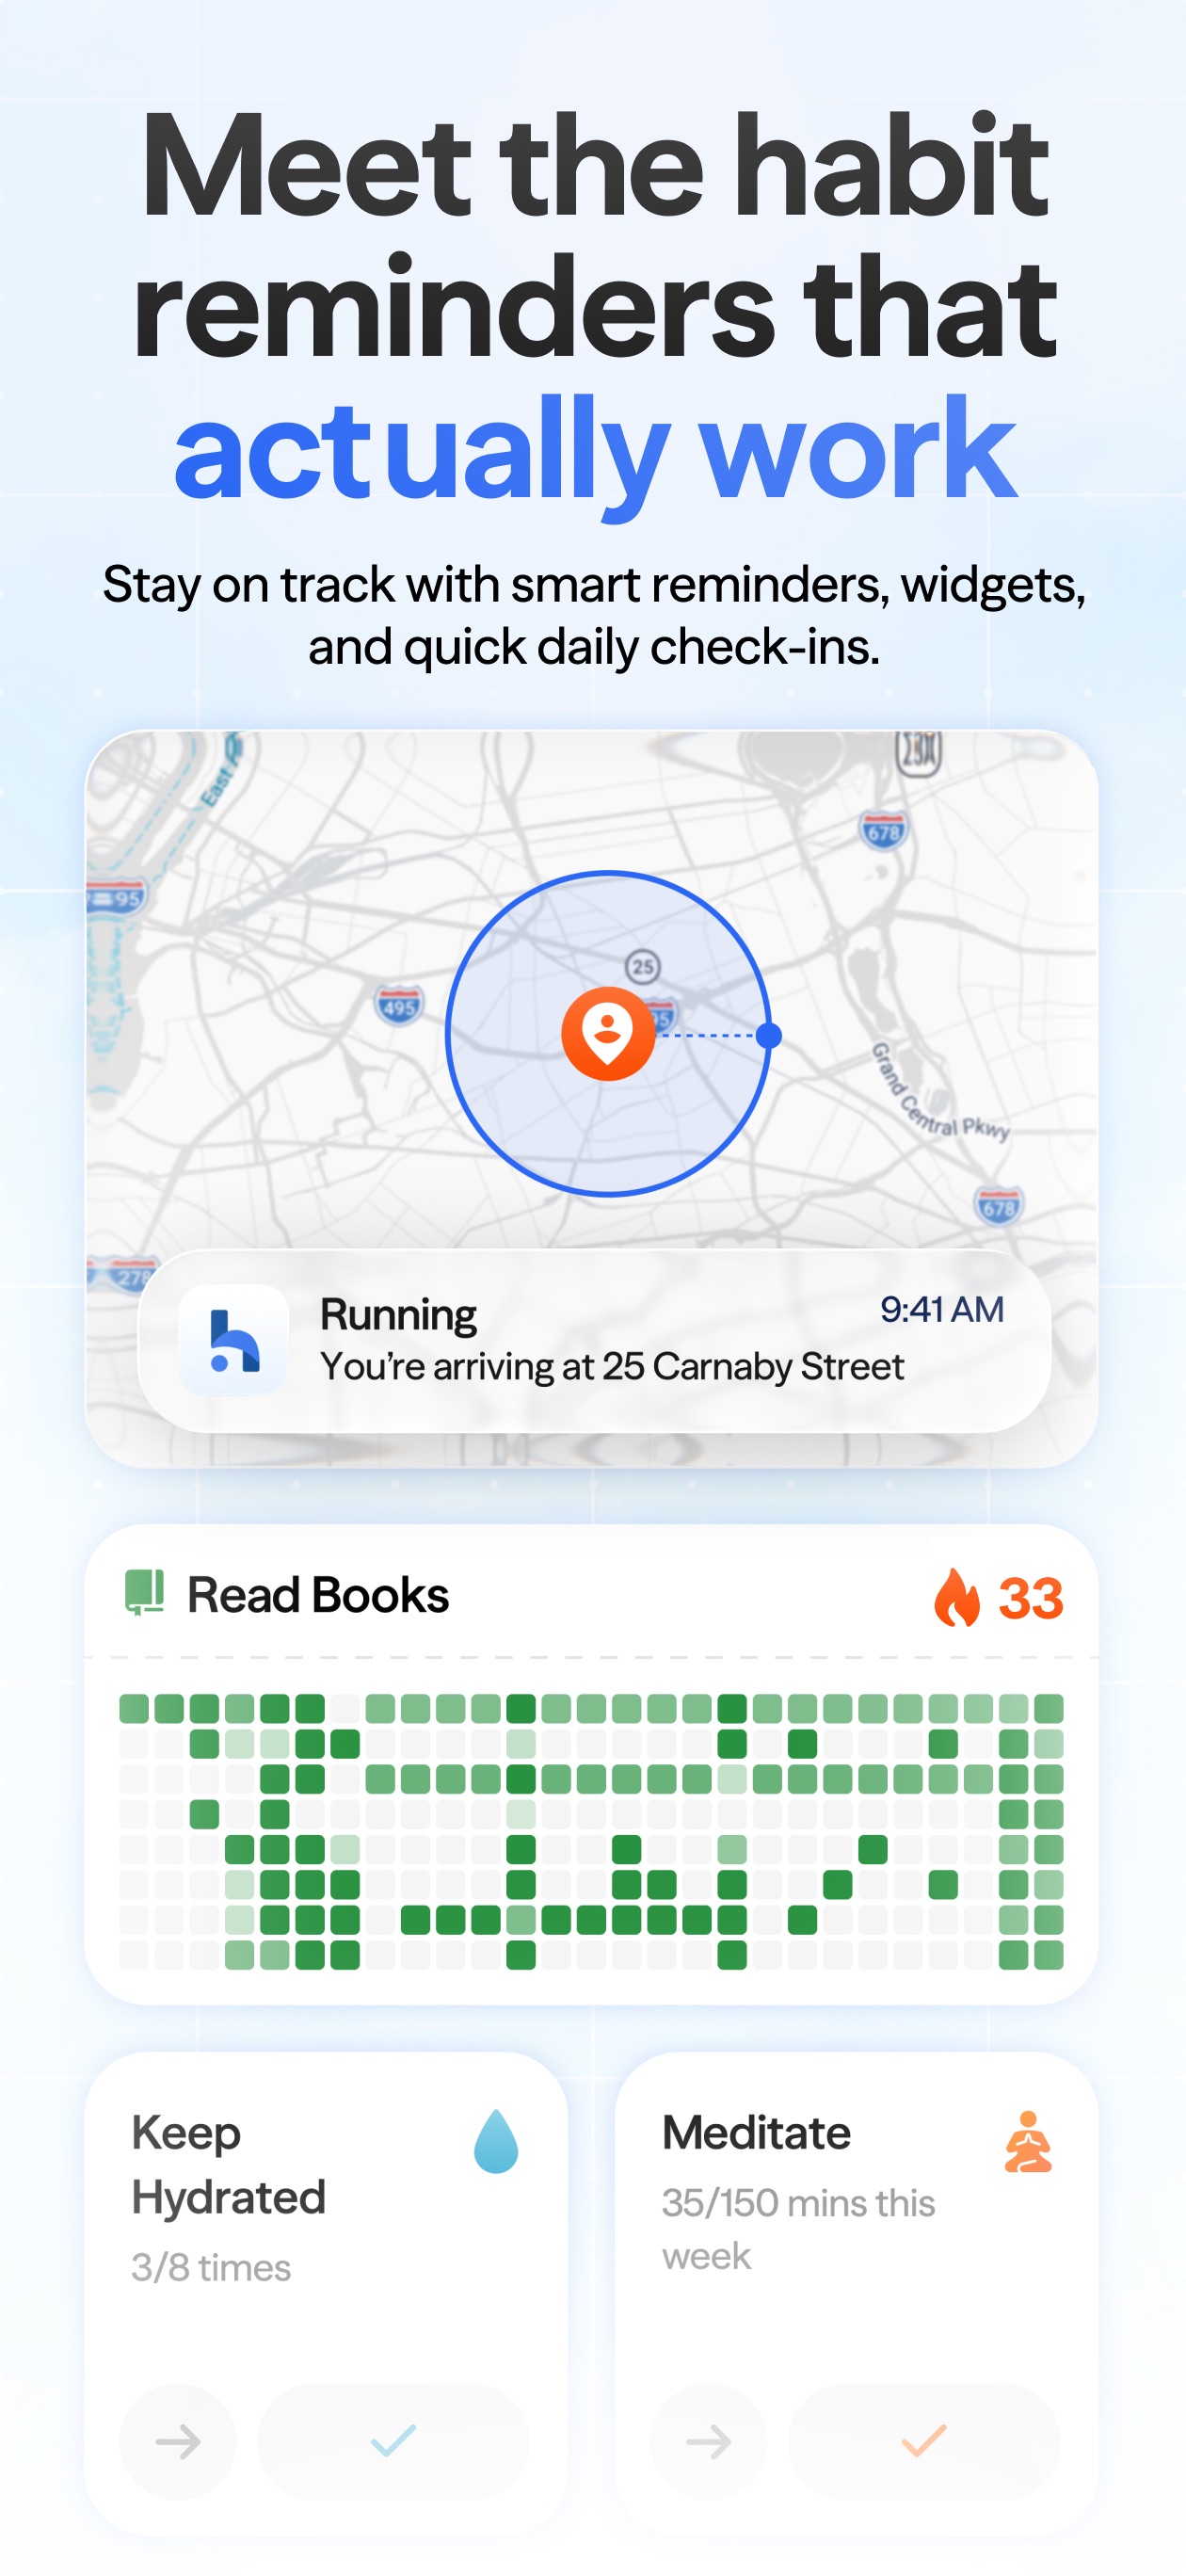 Meet the habit
reminders that
actually work
Stay on track with smart reminders, widgets,
and quick daily check-ins.
East
678
95
25
495
95
Grand Central Pkwy
678
278
Running
9:41 AM
You’re arriving at 25 Carnaby Street
Read Books
33
Keep
Hydrated
3/8 times
Meditate
35/150 mins this
week